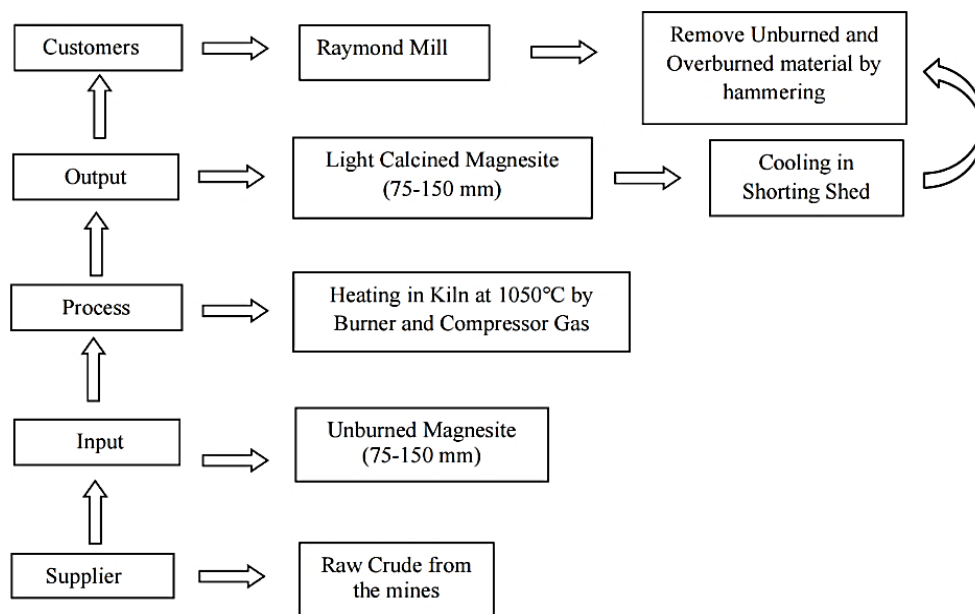 Customers
Raymond Mill
Remove Unburned and
Overburned material by
hammering
Output
Light Calcined Magnesite
(75-150 mm)
Cooling in
Shorting Shed
Process
Heating in Kiln at 1050℃ by
Burner and Compressor Gas
Input
Unburned Magnesite
(75-150 mm)
Supplier
Raw Crude from
the mines